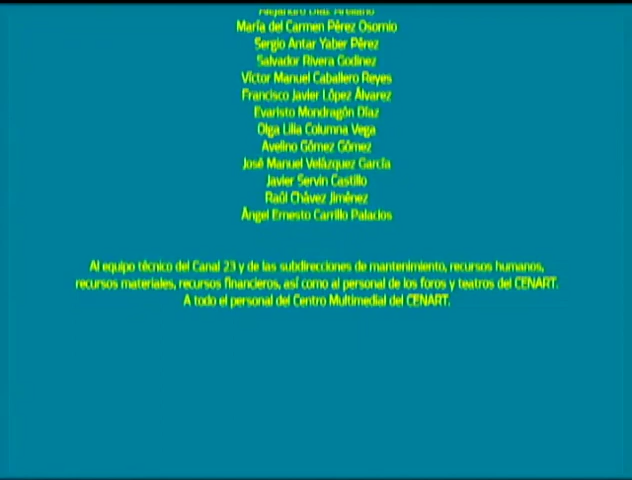 Alejandro Díaz Arellano
María del Carmen Pérez Osornio
Sergio Antar Yaber Pérez
Salvador Rivera Godínez
Víctor Manuel Caballero Reyes
Francisco Javier López Álvarez
Evaristo Mondragón Díaz
Olga Lilia Columna Vega
Avelino Gómez Gómez
José Manuel Velázquez García
Javier Servín Castillo
Raúl Chávez Jiménez
Ángel Ernesto Carrillo Palacios
Al equipo técnico del Canal 23 y de las subdirecciones de mantenimiento, recursos humanos,
recursos materiales, recursos financieros, así como al personal de los foros y teatros del CENART.
A todo el personal del Centro Multimedial del CENART.